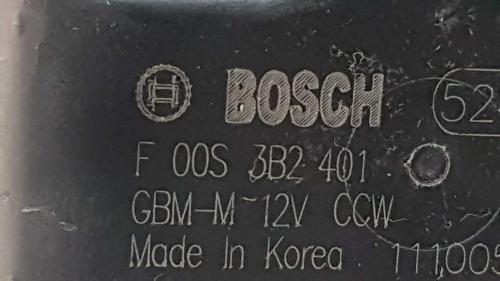 BOSCH 52
F 00S 3B2 401
GBM-M 12V CCW
Made In Korea 111005